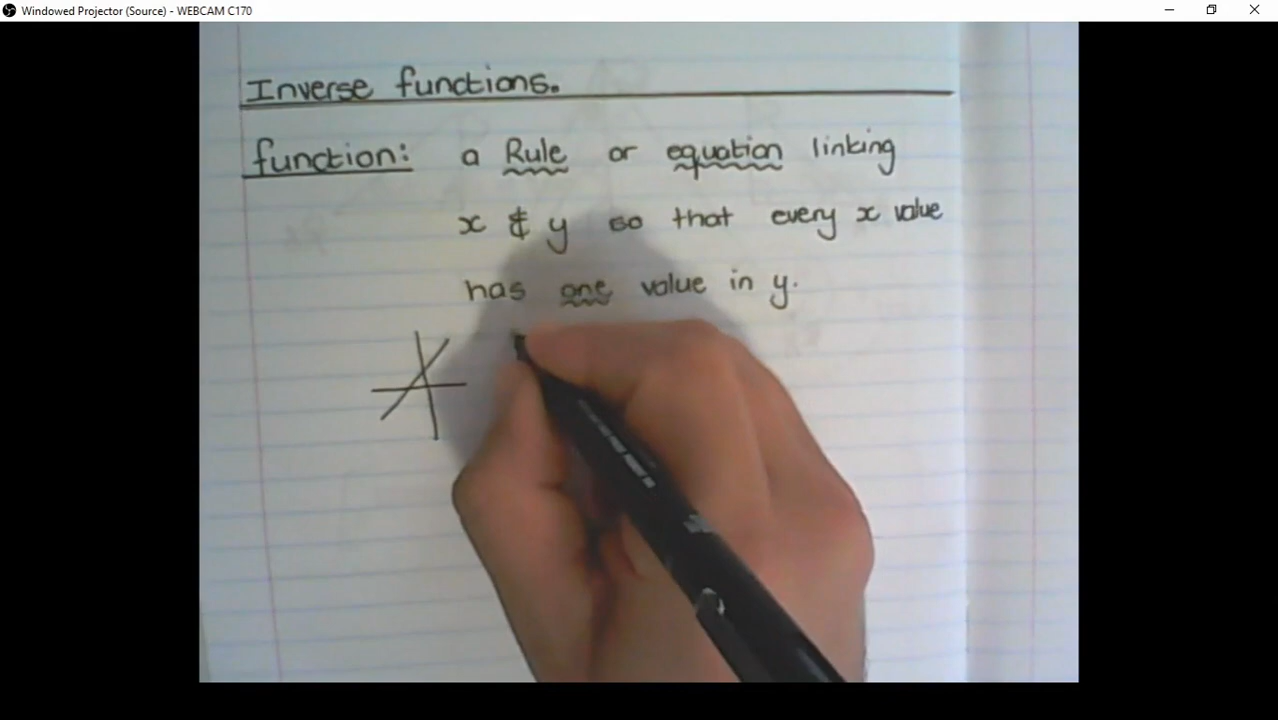 Windowed Projector (Source) - WEBCAM C170
Inverse functions.
function: a Rule or equation linking
x & y so that every x value
has one value in y.